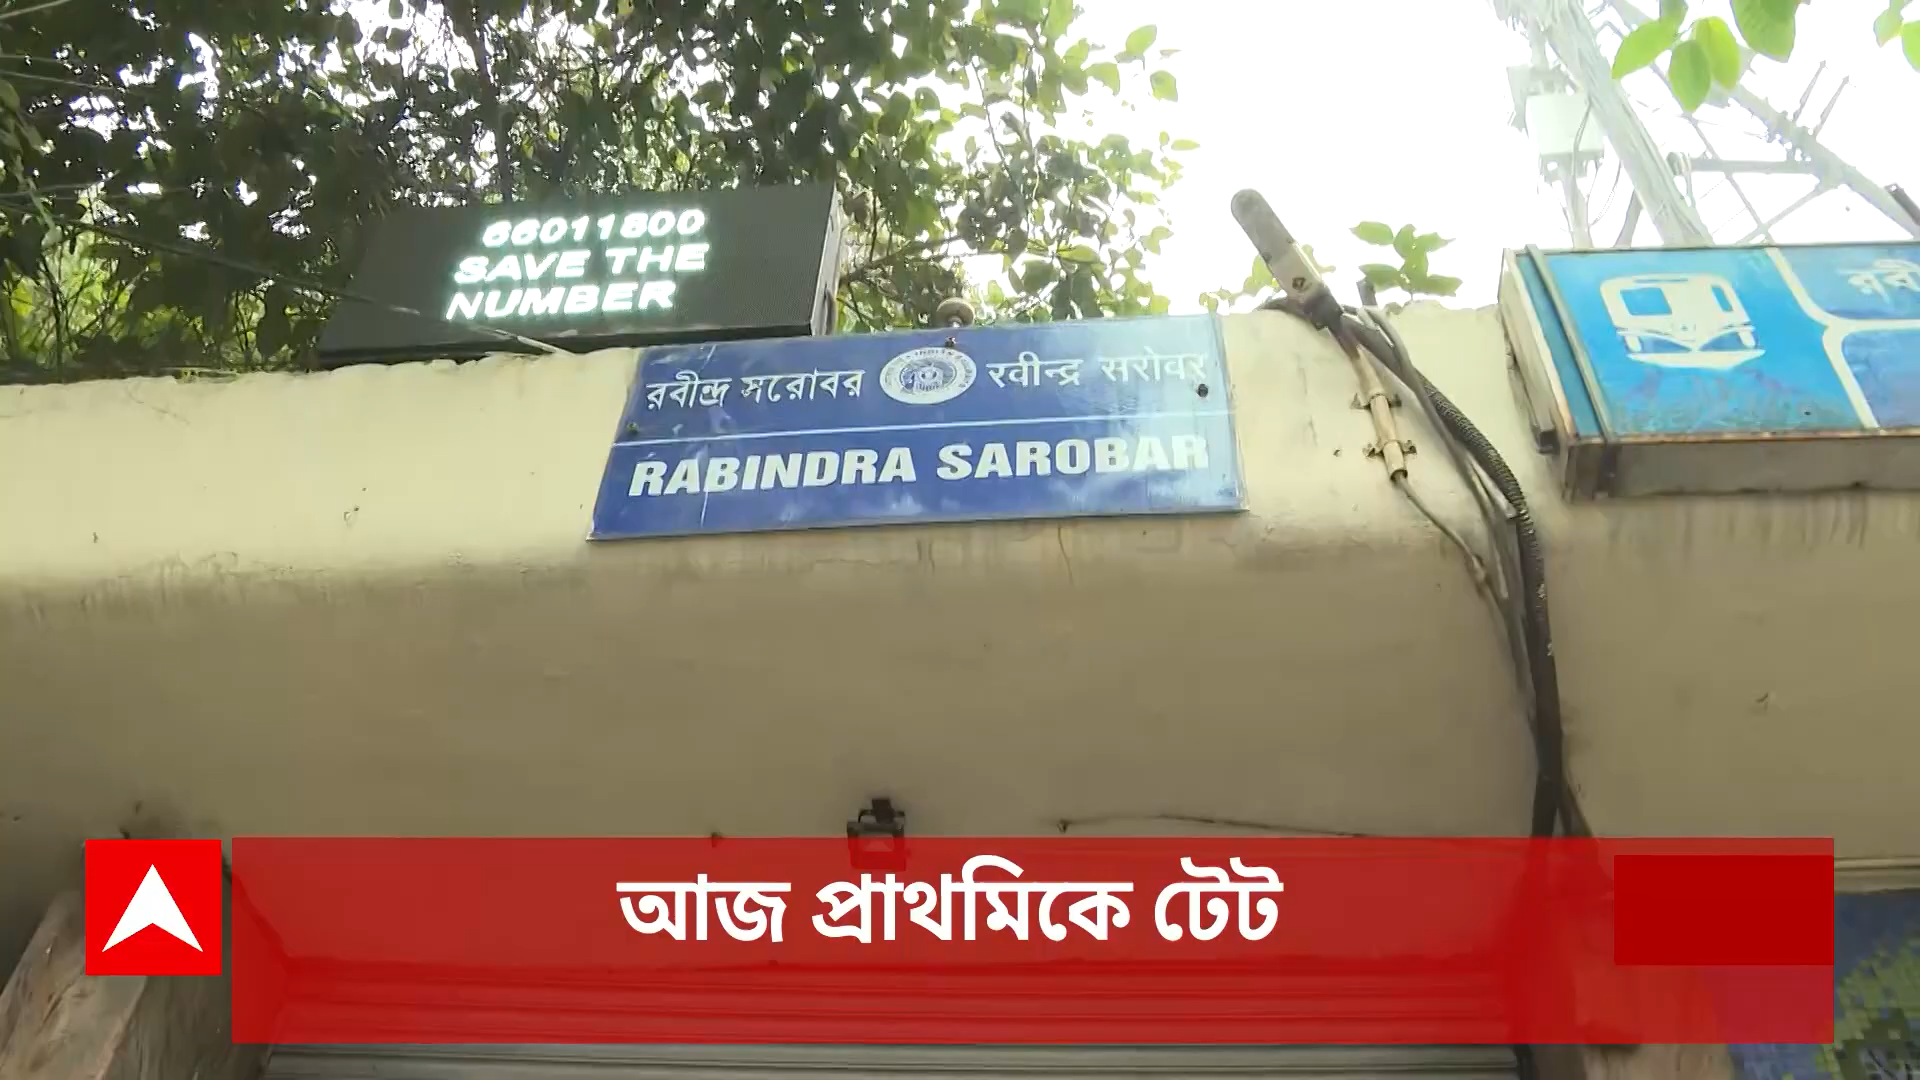 66011800
SAVE THE
NUMBER
রবীন্দ্র সরোবর रवीन्द्र सरोवर
RABINDRA SAROBAR
আজ প্রাথমিকে টেট